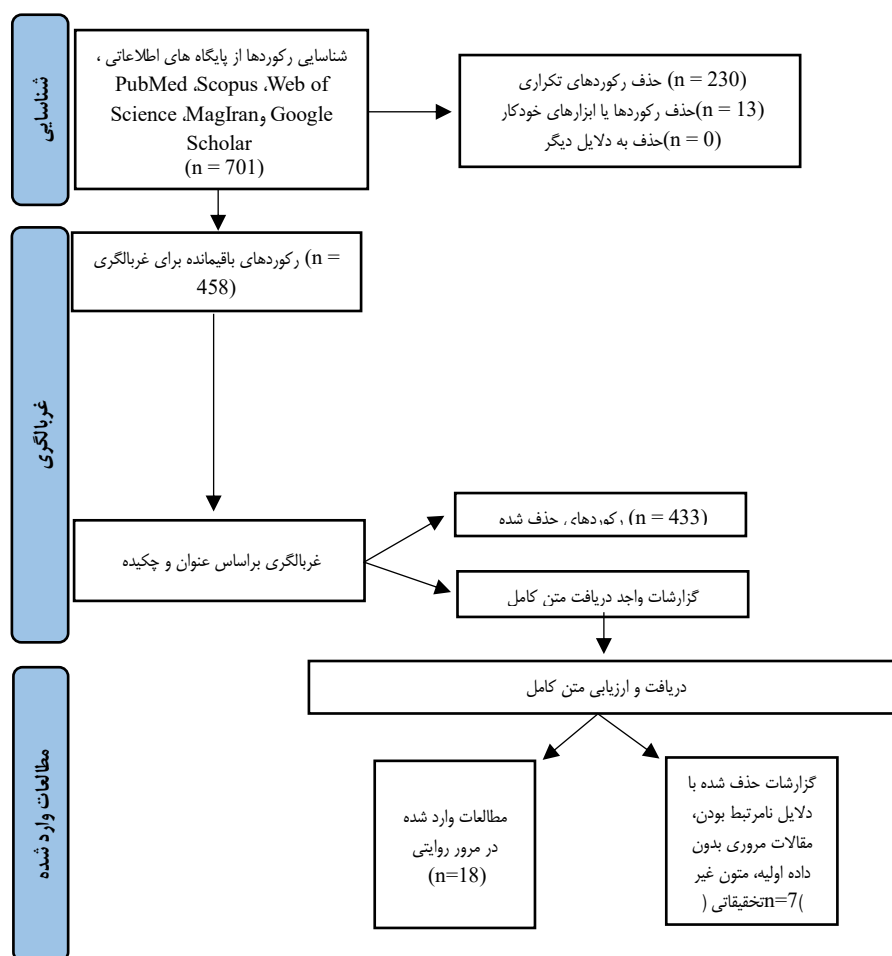 شناسایی
شناسایی رکوردها از پایگاه های اطلاعاتی ،
PubMed ،Scopus ،Web of
Science ،MagIran و Google
Scholar
(n = 701)
(n = 230) حذف رکوردهای تکراری
(n = 13)حذف رکوردها یا ابزارهای خودکار
(n = 0)حذف به دلایل دیگر
غربالگری
رکوردهای باقیمانده برای غربالگری (n =
458)
غربالگری براساس عنوان و چکیده
(n = 433) رکوردهای حذف شده
گزارشات واجد دریافت متن کامل
مطالعات وارد شده
دریافت و ارزیابی متن کامل
مطالعات وارد شده
در مرور روایتی
(n=18)
گزارشات حذف شده با
دلایل نامرتبط بودن،
مقالات مروری بدون
داده اولیه، متون غیر
تحقیقاتی (n=7)